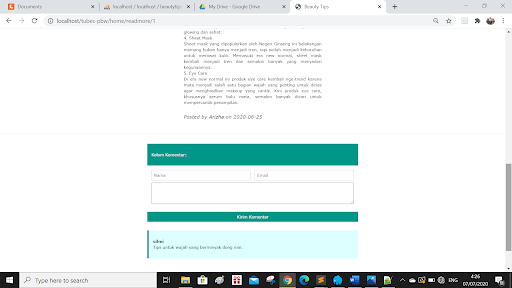 Documents
localhost / localhost / beautytips
My Drive - Google Drive
Beauty Tips
localhost/tubes-pbw/home/readmore/1
glowing dan sehat.
4. Sheet Mask
Sheet mask yang dipopulerkan oleh Negeri Ginseng ini belakangan
memang bukan hanya menjadi tren, tapi sudah menjadi kebutuhan
untuk merawat kulit. Memasuki era new normal, sheet mask
kembali menjadi tren dan semakin banyak yang menyadari
kegunaannya.
5. Eye Care
Di era new normal ini produk eye care kembali nge-trend karena
mata menjadi salah satu bagian wajah yang penting untuk dirias
agar menghasilkan makeup yang cantik. Kini produk eye care,
khususnya serum bulu mata, semakin banyak dicari untuk
mempercantik penampilan.
Posted by Arizha on 2020-06-25
Kolom Komentar:
Name
Email
Kirim Komentar
Tips untuk wajah yang berminyak dong min.
Type here to search
ENG
4:26
07/07/2020